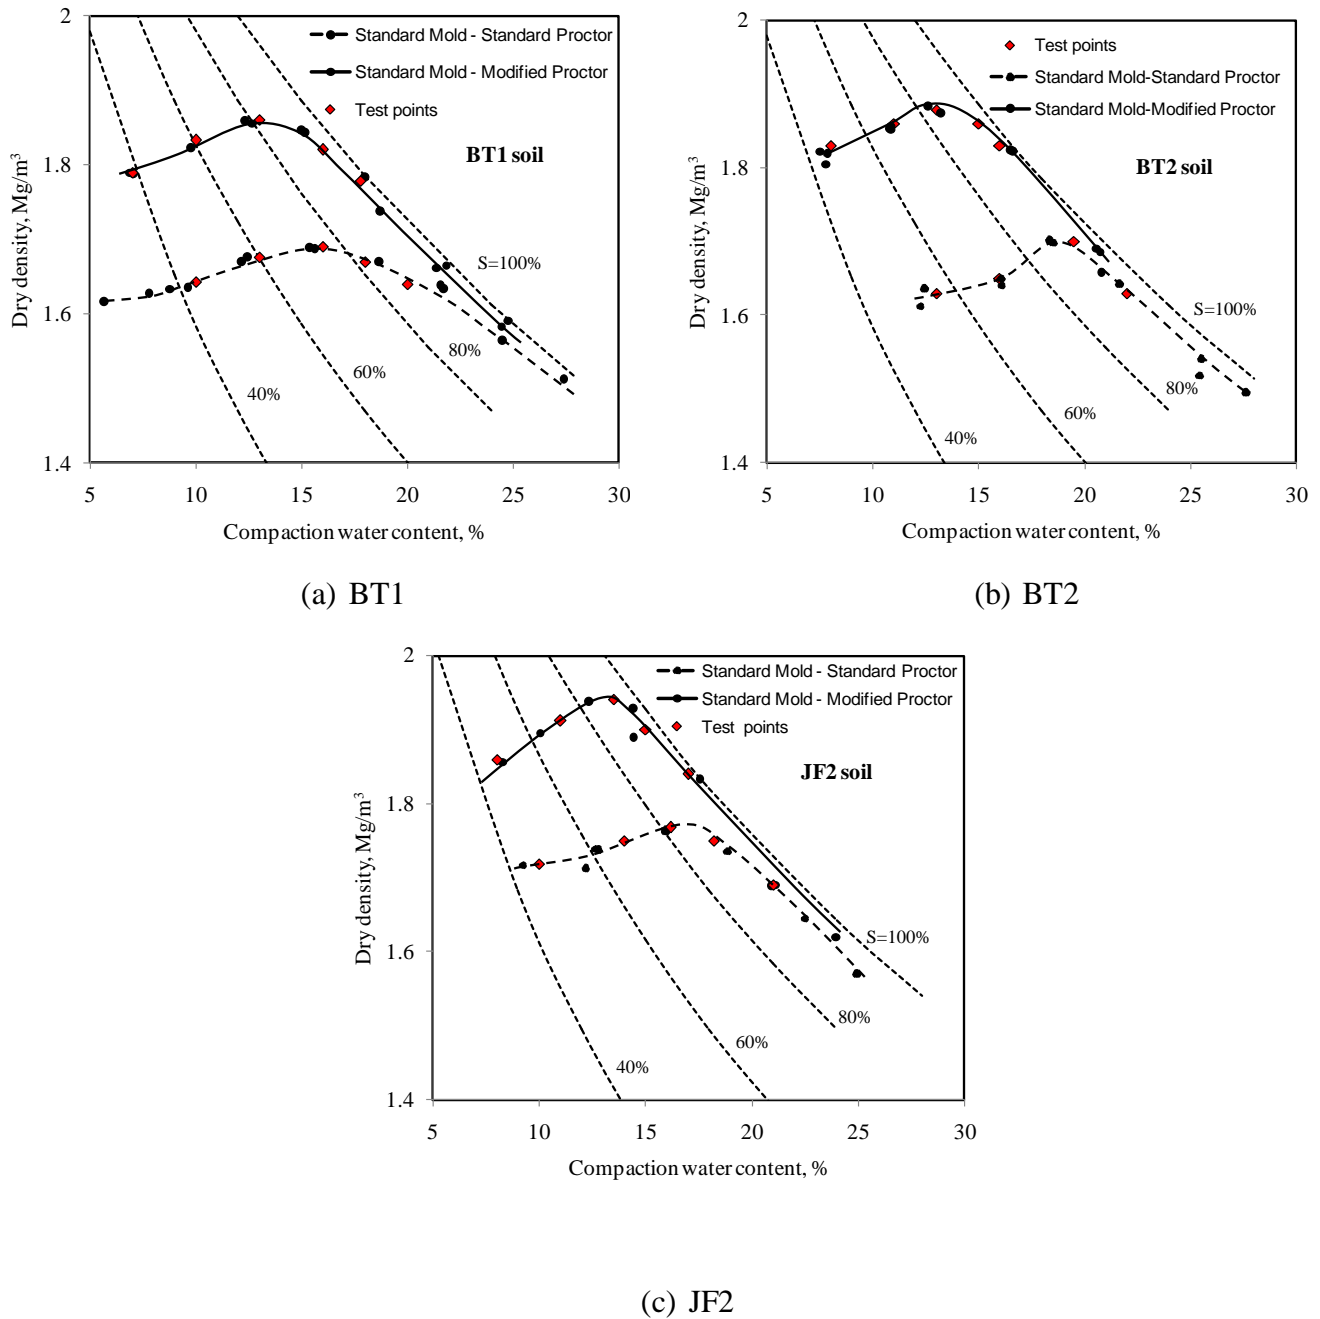 2
Standard Mold - Standard Proctor
Standard Mold - Modified Proctor
Test points
BT1 soil
1.8
Dry density, Mg/m³
S=100%
1.6
80%
60%
40%
1.4
5 10 15 20 25 30
Compaction water content, %
(a) BT1
2
Test points
Standard Mold-Standard Proctor
Standard Mold-Modified Proctor
BT2 soil
1.8
Dry density, Mg/m³
1.6
S=100%
80%
60%
40%
1.4
5 10 15 20 25 30
Compaction water content, %
(b) BT2
2
Standard Mold - Standard Proctor
Standard Mold - Modified Proctor
Test points
JF2 soil
1.8
Dry density, Mg/m³
S=100%
1.6
80%
60%
40%
1.4
5 10 15 20 25 30
Compaction water content, %
(c) JF2